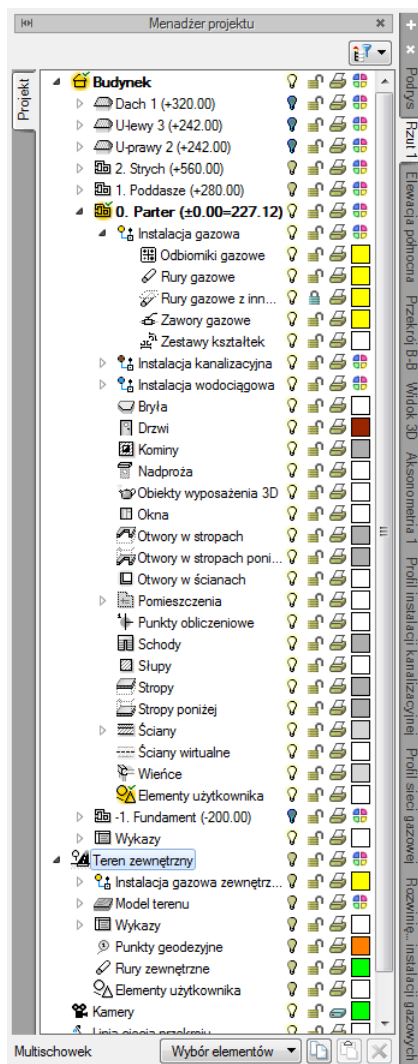 Menadżer projektu
Projekt
Budynek
Dach 1 (+320.00)
U-lewy 3 (+242.00)
U-prawy 2 (+242.00)
2. Strych (+560.00)
1. Poddasze (+280.00)
0. Parter (±0.00=227.12)
Instalacja gazowa
Odbiorniki gazowe
Rury gazowe
Rury gazowe z inn...
Zawory gazowe
Zestawy kształtek
Instalacja kanalizacyjna
Instalacja wodociągowa
Bryła
Drzwi
Kominy
Nadproża
Obiekty wyposażenia 3D
Okna
Otwory w stropach
Otwory w stropach poni...
Otwory w ścianach
Pomieszczenia
Punkty obliczeniowe
Schody
Słupy
Stropy
Stropy poniżej
Ściany
Ściany wirtualne
Wieńce
Elementy użytkownika
-1. Fundament (-200.00)
Wykazy
Teren zewnętrzny
Instalacja gazowa zewnętrz...
Model terenu
Wykazy
Punkty geodezyjne
Rury zewnętrzne
Elementy użytkownika
Kamery
Linia cięcia przekroju
Multischowek
Wybór elementów
Podrys
Rzut 1
Elewacja północna
Przekrój B-B
Widok 3D
Aksonometria 1
Profil instalacji kanalizacyjnej
Profil sieci gazowej
Rozwinię... instalacji gazowych